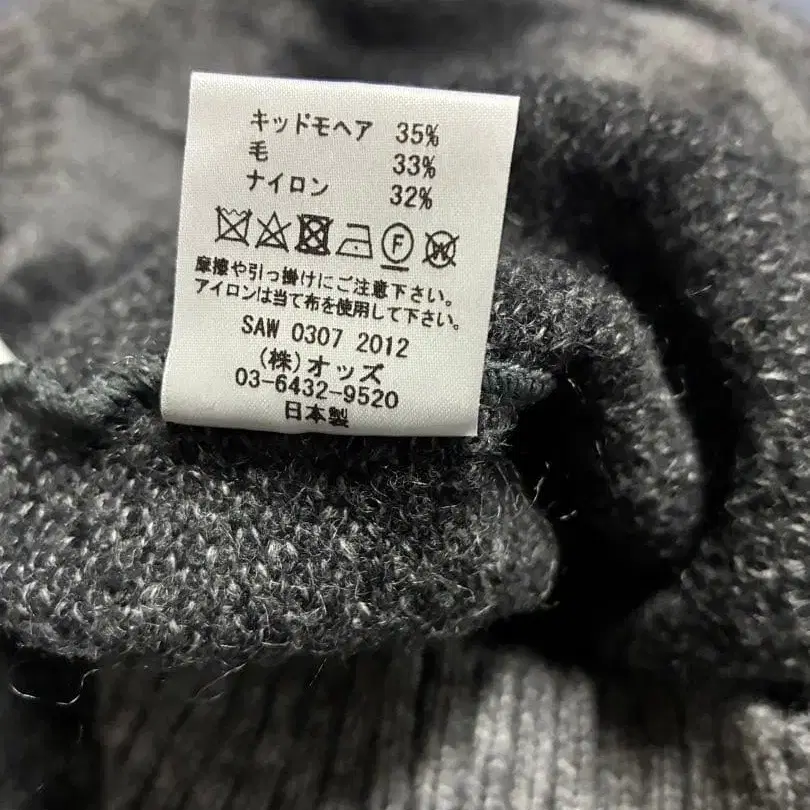 キッドモヘア 35%
毛 33%
ナイロン 32%
F W
摩擦や引っ掛けにご注意下さい。
アイロンは当て布を使用して下さい。
SAW 0307 2012
(株)オッズ
03-6432-9520
日本製